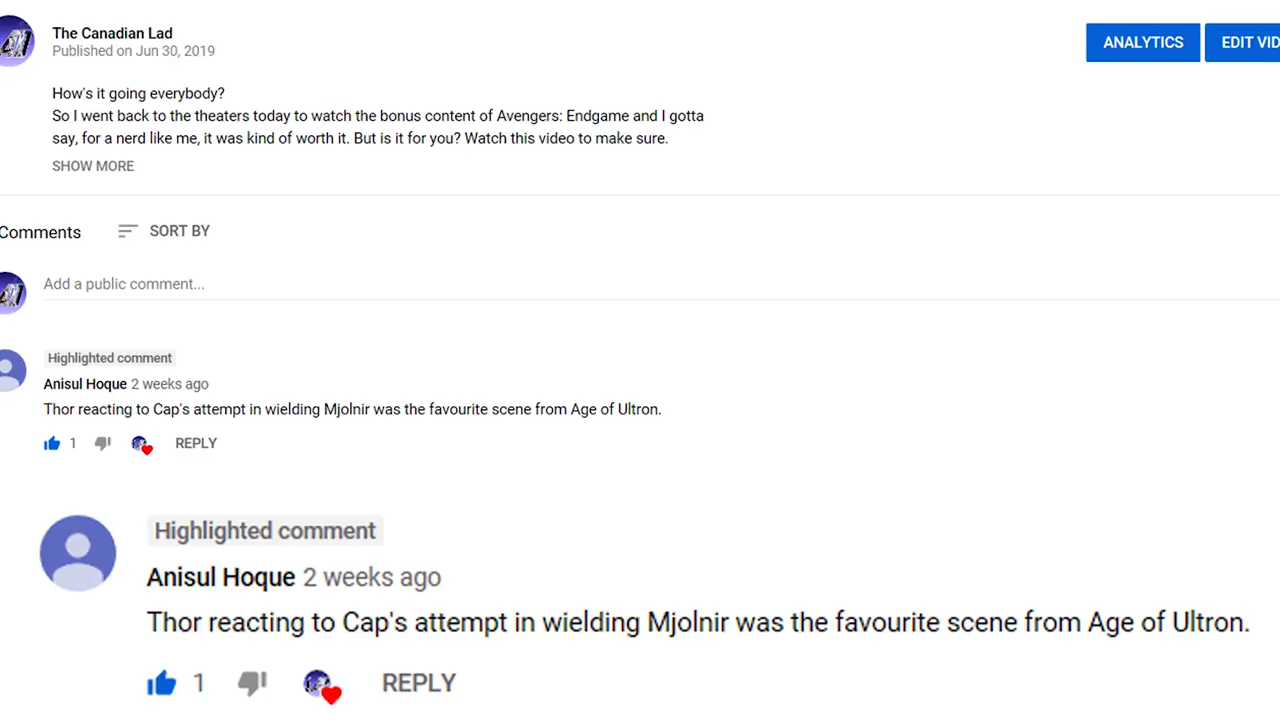 The Canadian Lad
Published on Jun 30, 2019
ANALYTICS
EDIT VID
How's it going everybody?
So I went back to the theaters today to watch the bonus content of Avengers: Endgame and I gotta
say, for a nerd like me, it was kind of worth it. But is it for you? Watch this video to make sure.
SHOW MORE
Comments
SORT BY
Add a public comment...
Highlighted comment
Anisul Hoque 2 weeks ago
Thor reacting to Cap's attempt in wielding Mjolnir was the favourite scene from Age of Ultron.
1
REPLY
Highlighted comment
Anisul Hoque 2 weeks ago
Thor reacting to Cap's attempt in wielding Mjolnir was the favourite scene from Age of Ultron.
1
REPLY